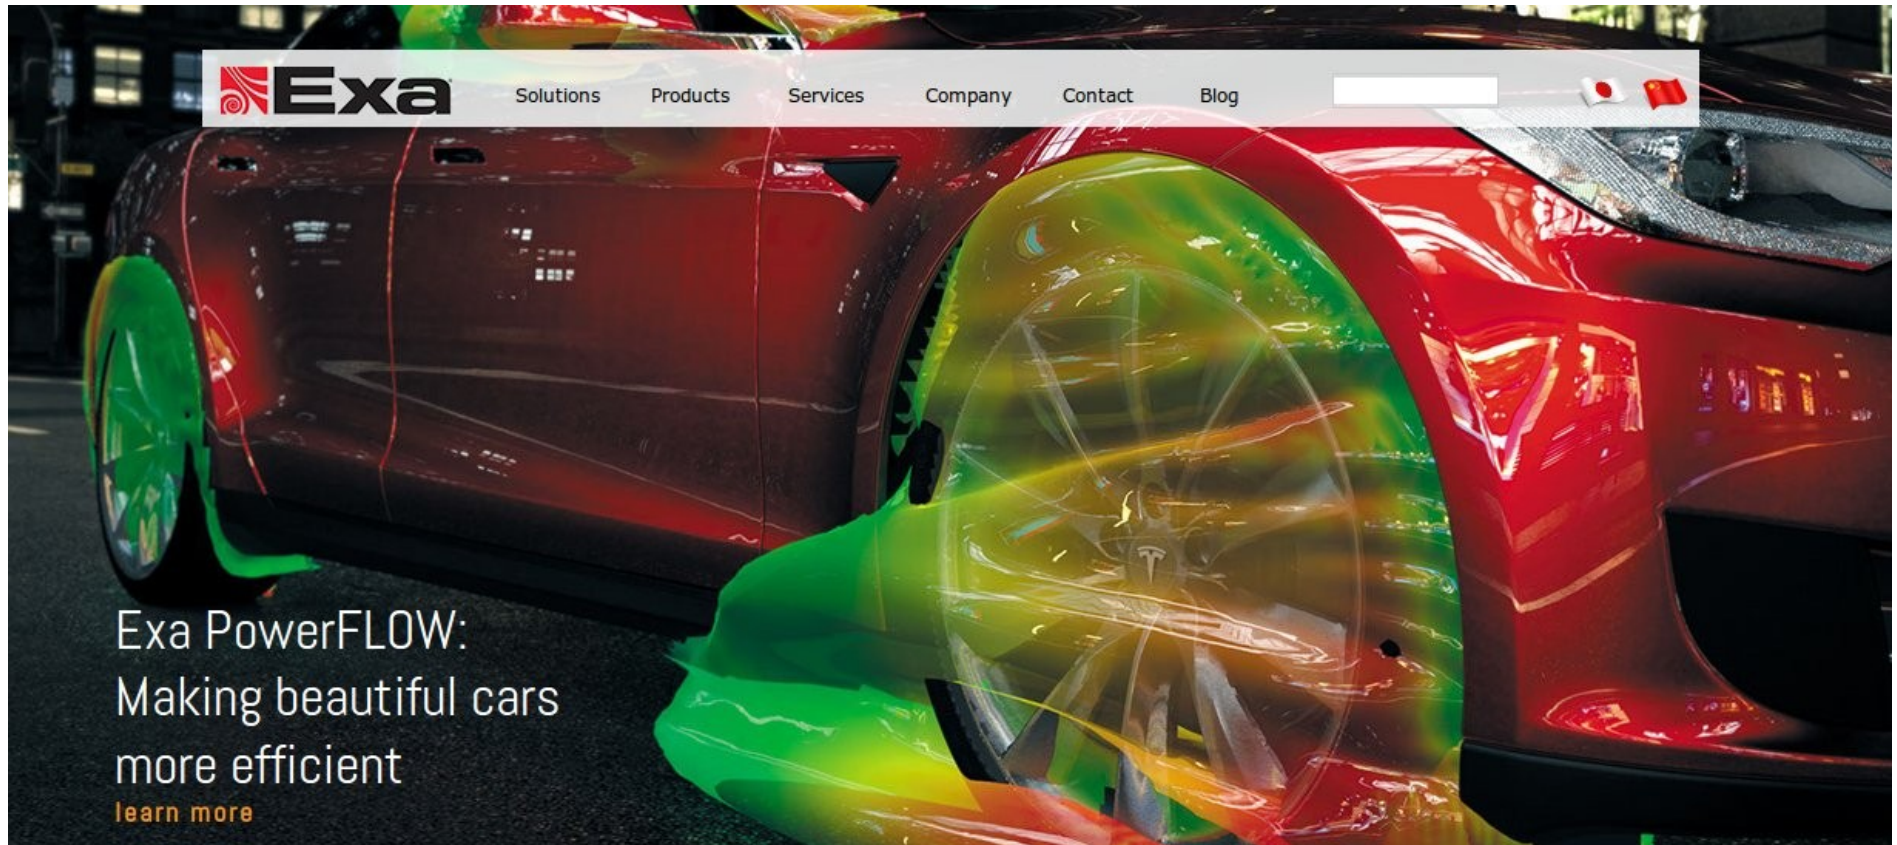 Exa
Solutions
Products
Services
Company
Contact
Blog
Exa PowerFLOW:
Making beautiful cars
more efficient
learn more